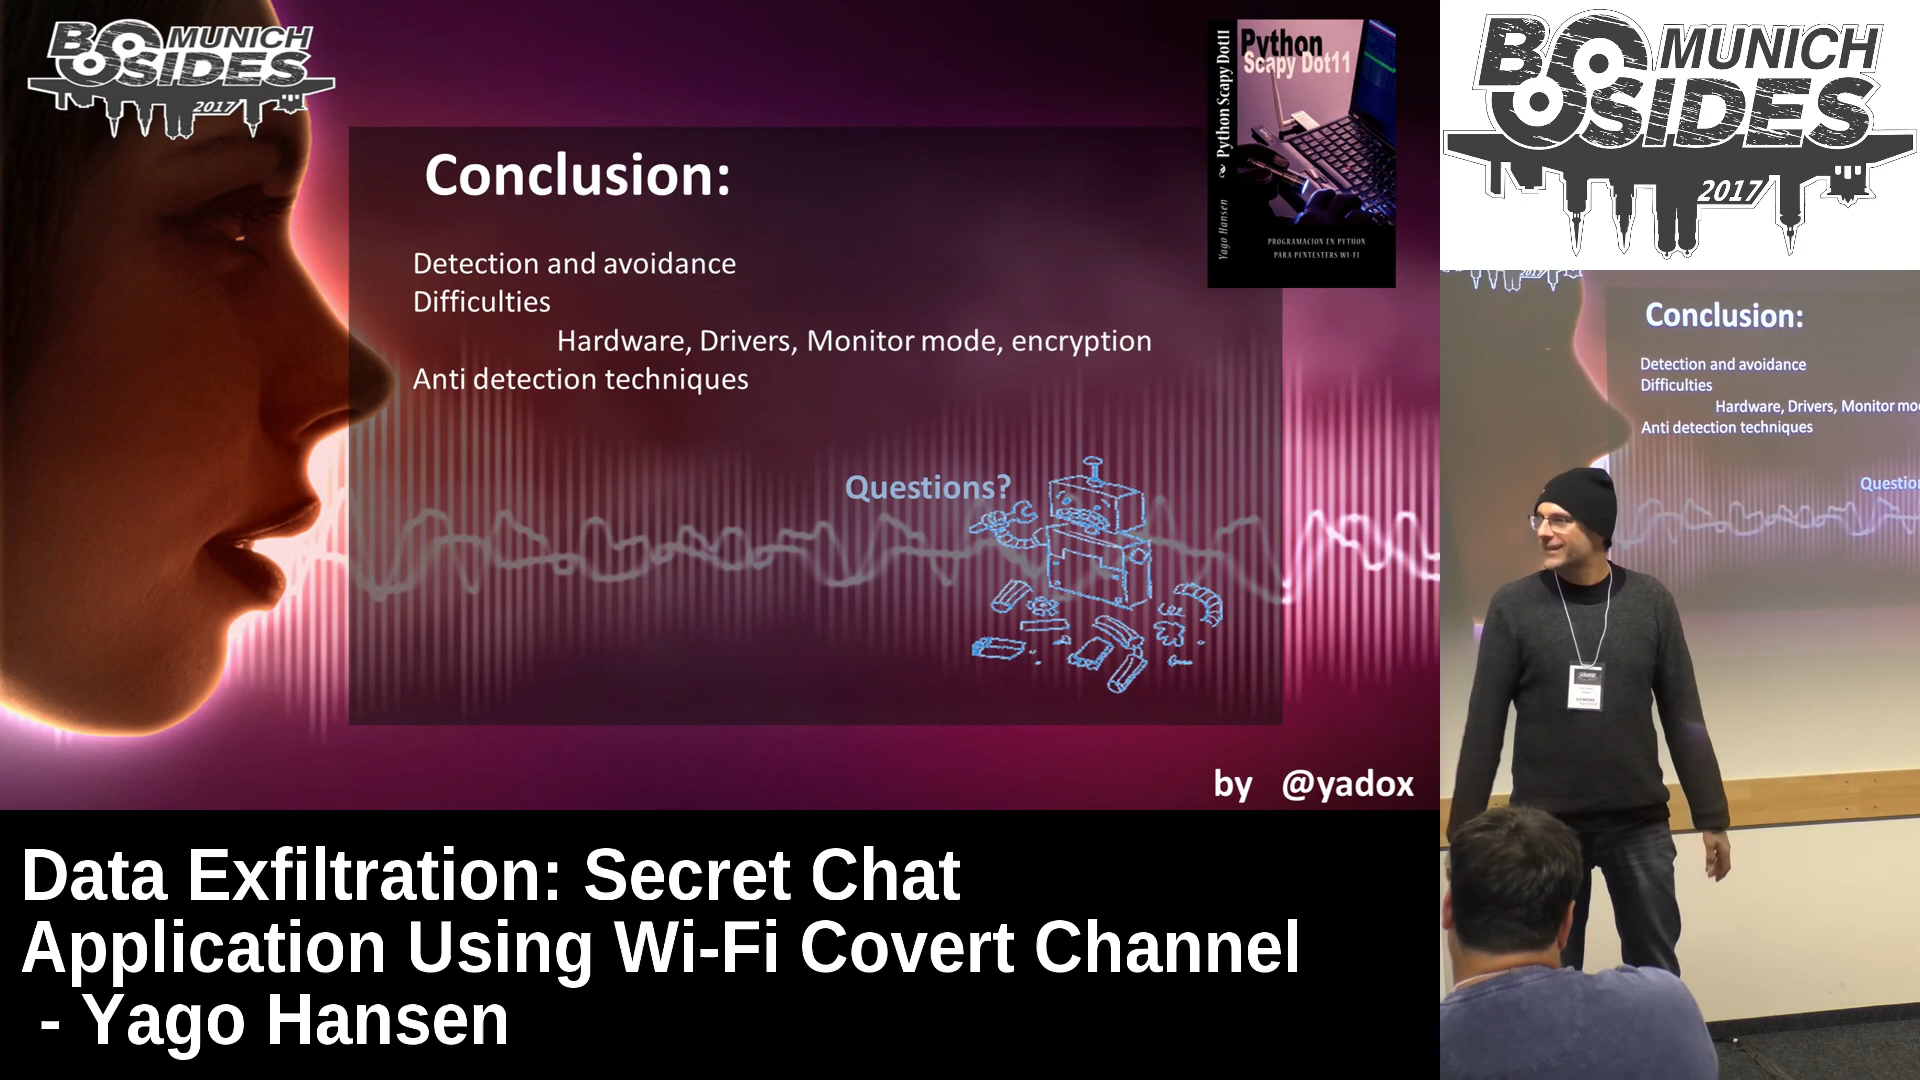 BSIDES MUNICH
2017
Conclusion:
Detection and avoidance
Difficulties
Hardware, Drivers, Monitor mode, encryption
Anti detection techniques
Questions?
by @yadox
Python Scapy Dot11
Yago Hansen
Python
Scapy Dot11
PROGRAMACION EN PYTHON
PARA PENTESTERS WI-FI
BSIDES MUNICH
2017
Conclusion:
Detection and avoidance
Difficulties
Hardware, Drivers, Monitor mo
Anti detection techniques
Question
Data Exfiltration: Secret Chat
Application Using Wi-Fi Covert Channel
- Yago Hansen